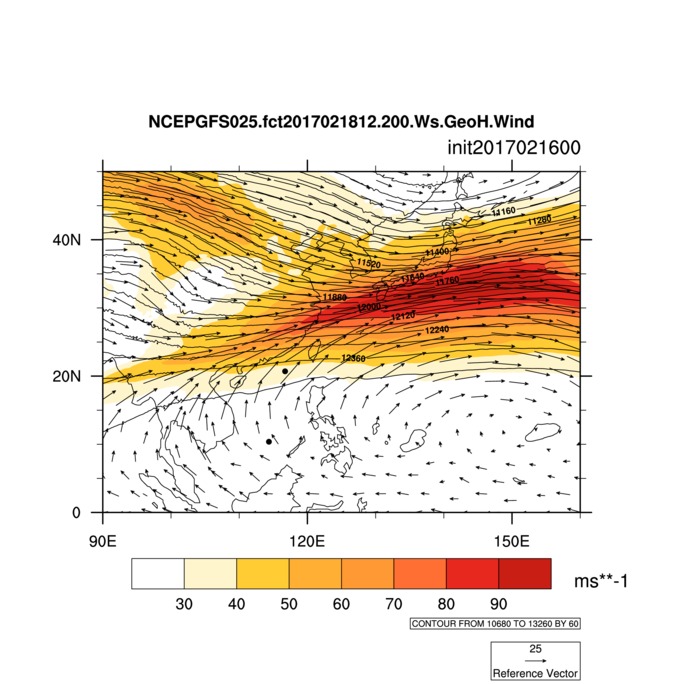 NCEPGFS025.fct2017021812.200.Ws.GeoH.Wind
init2017021600
11160
11280
40N
11400
11520
11640
11760
11880
12000
12120
12240
12360
20N
0
90E 120E 150E
ms**-1
30 40 50 60 70 80 90
CONTOUR FROM 10680 TO 13260 BY 60
25
Reference Vector